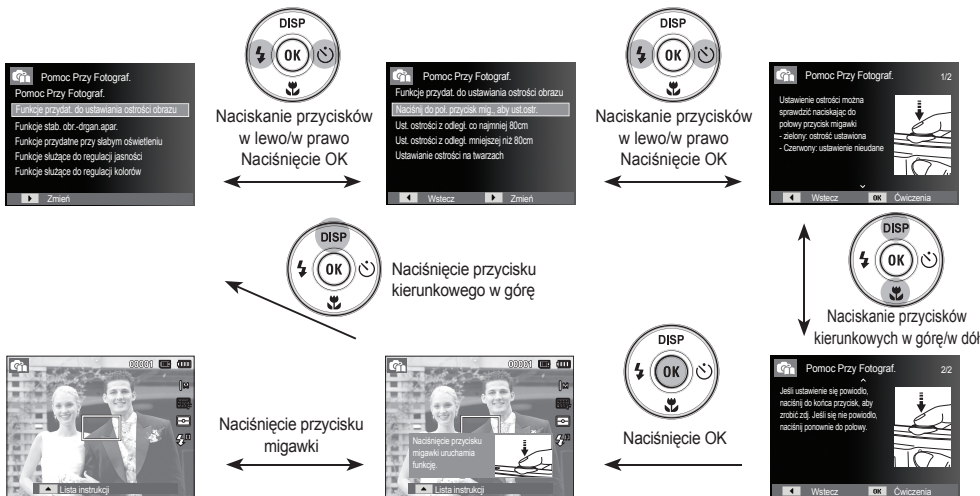 DISP
OK
Naciskanie przycisków
w lewo/w prawo
Naciśnięcie OK
DISP
OK
Naciskanie przycisków
w lewo/w prawo
Naciśnięcie OK
Pomoc Przy Fotograf.
Pomoc Przy Fotograf.
Funkcje przydat. do ustawiania ostrości obrazu
Funkcje stab. obr.-drgan.apar.
Funkcje przydatne przy słabym oświetleniu
Funkcje służące do regulacji jasności
Funkcje służące do regulacji kolorów
Zmień
Pomoc Przy Fotograf.
Funkcje przydat. do ustawiania ostrości obrazu
Naciśnij do poł. przycisk mig., aby ust.ostr.
Ust. ostrości z odległ. co najmniej 80cm
Ust. ostrości z odległ. mniejszej niż 80cm
Ustawianie ostrości na twarzach
Wstecz Zmień
Pomoc Przy Fotograf. 1/2
Ustawienie ostrości można
sprawdzić naciskając do
połowy przycisk migawki
- zielony: ostrość ustawiona
- Czerwony: ustawienie nieudane
Wstecz OK Ćwiczenia
DISP
OK
Naciśnięcie przycisku
kierunkowego w górę
DISP
OK
Naciskanie przycisków
kierunkowych w górę/w dół
00001
Lista instrukcji
Naciśnięcie przycisku
migawki
00001
Naciśnięcie przycisku
migawki uruchamia
funkcję.
Lista instrukcji
DISP
OK
Naciśnięcie OK
Pomoc Przy Fotograf. 2/2
Jeśli ustawienie się powiodło,
naciśnij do końca przycisk, aby
zrobić zdj. Jeśli się nie powiodło,
naciśnij ponownie do połowy.
Wstecz OK Ćwiczenia